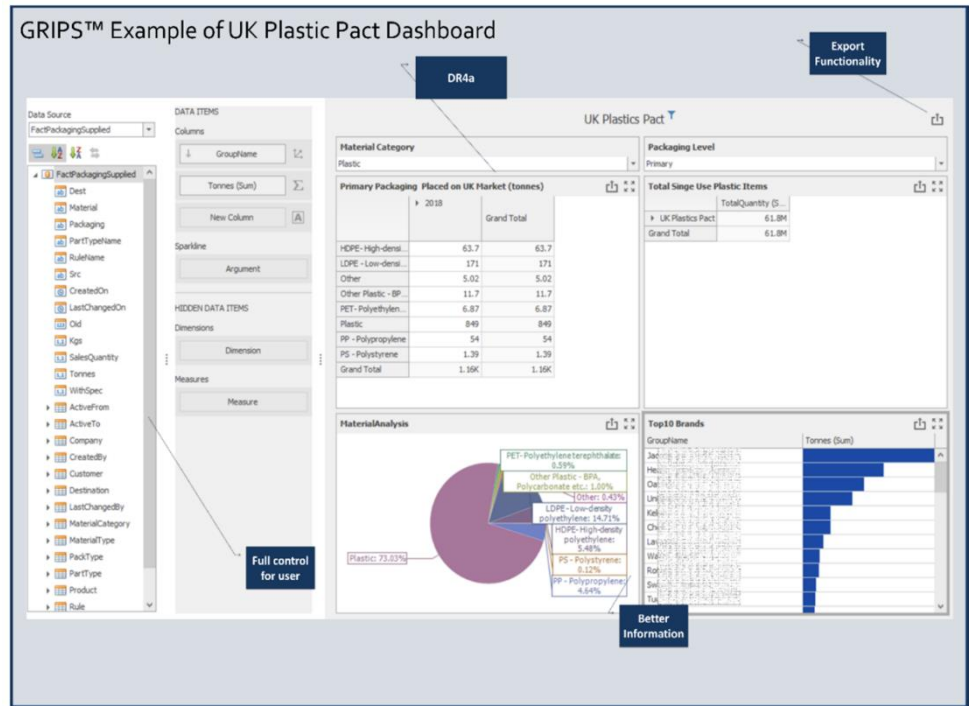 GRIPS™ Example of UK Plastic Pact Dashboard
Export
Functionality
DR4a
Data Source
FactPackagingSupplied
FactPackagingSupplied
Dest
Material
Packaging
PartTypeName
RuleName
Src
CreatedOn
LastChangedOn
Oid
Kgs
SalesQuantity
Tonnes
WithSpec
ActiveFrom
ActiveTo
Company
CreatedBy
Customer
Destination
LastChangedBy
MaterialCategory
MaterialType
PackType
PartType
Product
Rule
DATA ITEMS
Columns
GroupName
Tonnes (Sum)
New Column
Sparkline
Argument
HIDDEN DATA ITEMS
Dimensions
Dimension
Measures
Measure
Full control
for user
UK Plastics Pact
Material Category
Plastic
Packaging Level
Primary
Primary Packaging Placed on UK Market (tonnes)
2018
Grand Total
HDPE- High-densi... 63.7 63.7
LDPE - Low-densi... 171 171
Other 5.02 5.02
Other Plastic - BP... 11.7 11.7
PET- Polyethylen... 6.87 6.87
Plastic 849 849
PP - Polypropylene 54 54
PS - Polystyrene 1.39 1.39
Grand Total 1.16K 1.16K
Total Singe Use Plastic Items
TotalQuantity (S...
UK Plastics Pact 61.8M
Grand Total 61.8M
MaterialAnalysis
PET- Polyethylene terephthalate:
0.59%
Other Plastic - BPA,
Polycarbonate etc.: 1.00%
Other: 0.43%
LDPE - Low-density
polyethylene: 14.71%
HDPE- High-density
polyethylene:
5.48%
PS - Polystyrene:
0.12%
PP - Polypropylene:
4.64%
Plastic: 73.03%
Top10 Brands
GroupName Tonnes (Sum)
Better
Information